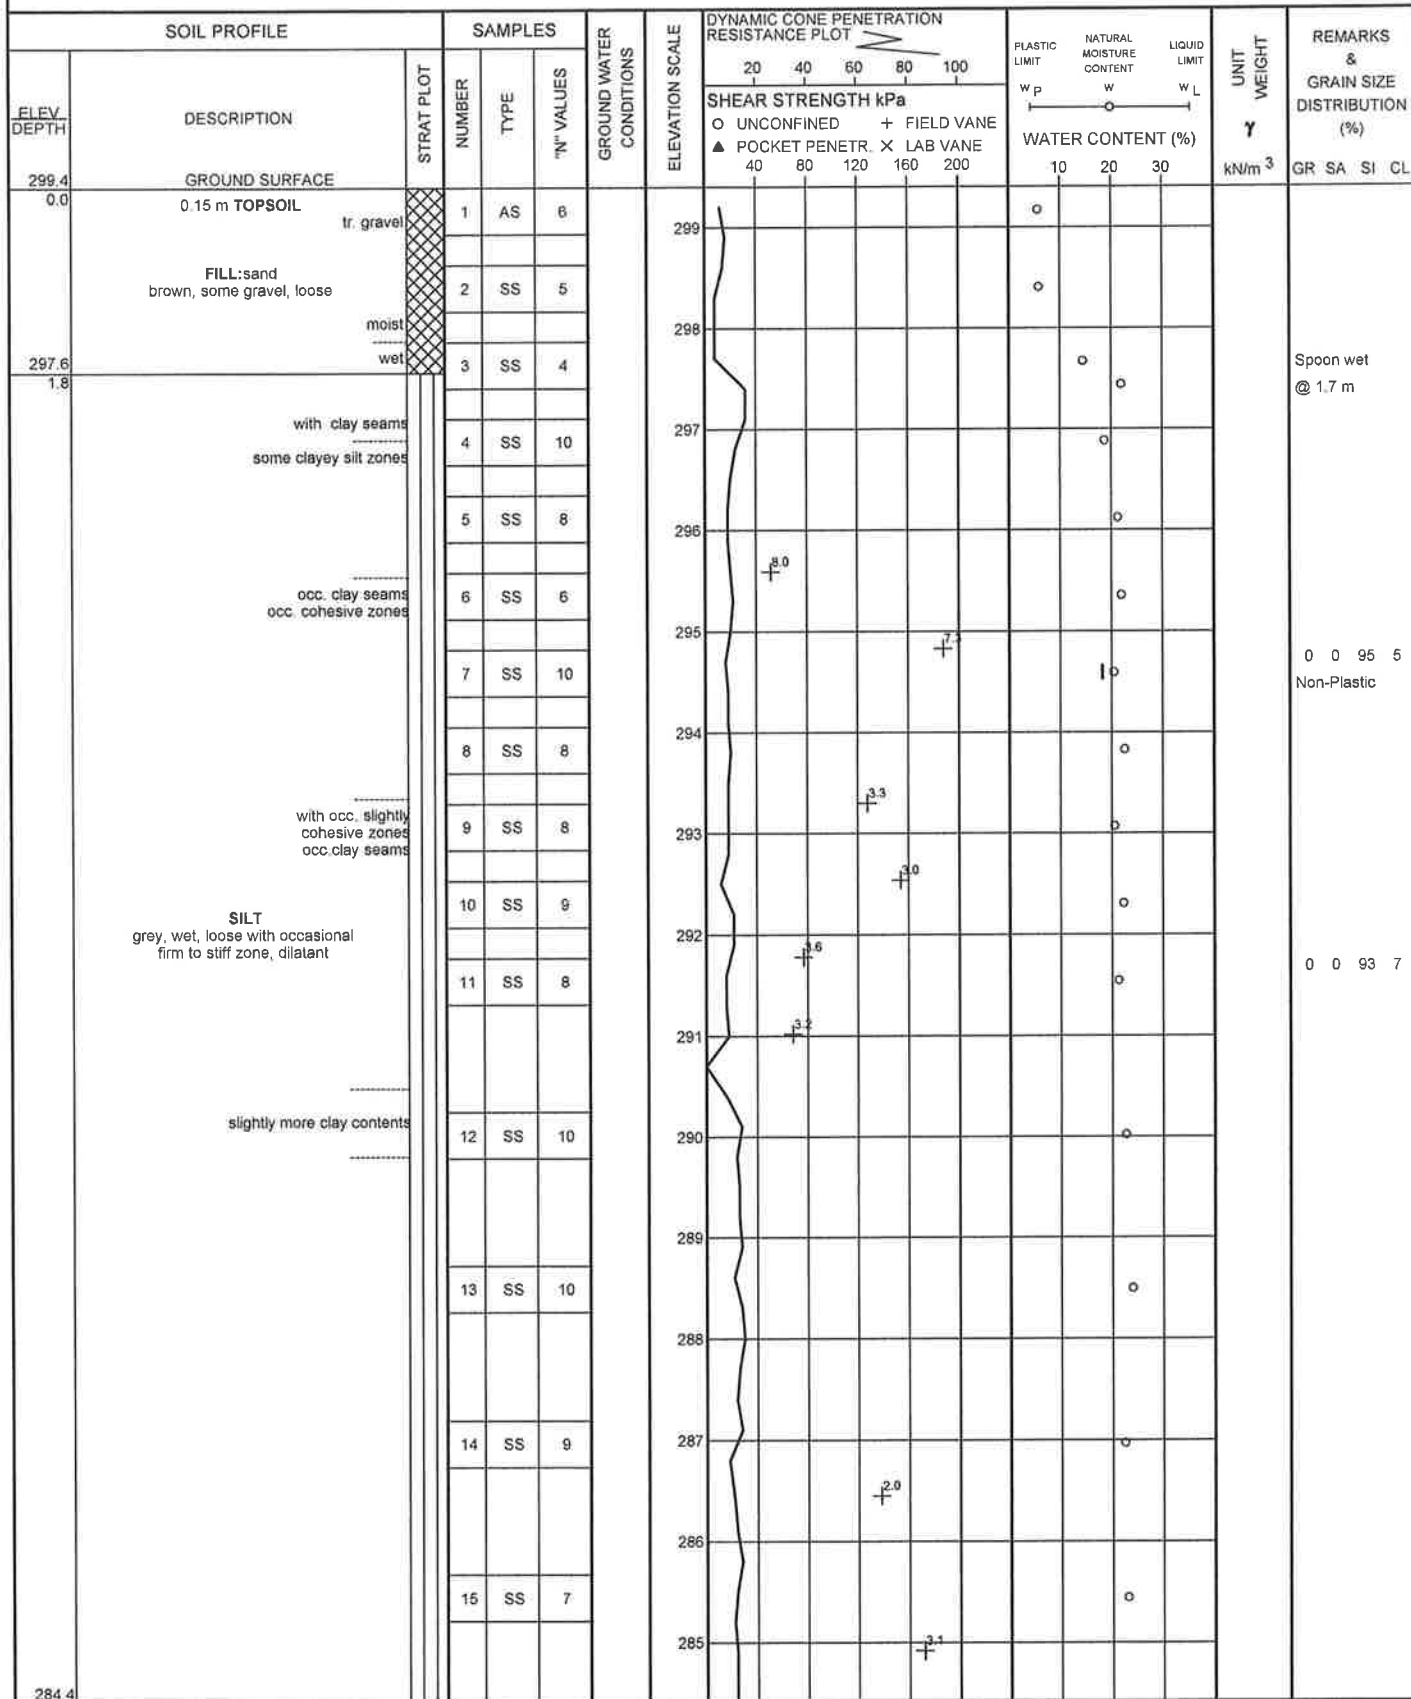 SOIL PROFILE
SAMPLES
GROUND WATER
CONDITIONS
ELEVATION SCALE
DYNAMIC CONE PENETRATION
RESISTANCE PLOT
20 40 60 80 100
SHEAR STRENGTH kPa
O UNCONFINED + FIELD VANE
▲ POCKET PENETR. X LAB VANE
40 80 120 160 200
PLASTIC
LIMIT
NATURAL
MOISTURE
CONTENT
LIQUID
LIMIT
W P W W L
WATER CONTENT (%)
10 20 30
UNIT
WEIGHT
γ
kN/m 3
REMARKS
&
GRAIN SIZE
DISTRIBUTION
(%)
GR SA SI CL
ELEV
DEPTH
DESCRIPTION
STRAT PLOT
NUMBER
TYPE
"N" VALUES
299.4
GROUND SURFACE
0.0
0.15 m TOPSOIL
tr. gravel
1 AS 6
299
FILL:sand
brown, some gravel, loose
2 SS 5
moist
298
wet
297.6
1.8
3 SS 4
Spoon wet
@ 1.7 m
with clay seams
297
4 SS 10
some clayey silt zones
5 SS 8
296
8.0
occ. clay seams
occ. cohesive zones
6 SS 6
295
7.3
0 0 95 5
7 SS 10
Non-Plastic
294
8 SS 8
3.3
with occ. slightly
cohesive zones
occ.clay seams
9 SS 8
293
3.0
10 SS 9
SILT
grey, wet, loose with occasional
firm to stiff zone, dilatant
292
3.6
0 0 93 7
11 SS 8
3.2
291
slightly more clay contents
12 SS 10
290
289
13 SS 10
288
14 SS 9
287
2.0
286
15 SS 7
285
3.1
284.4